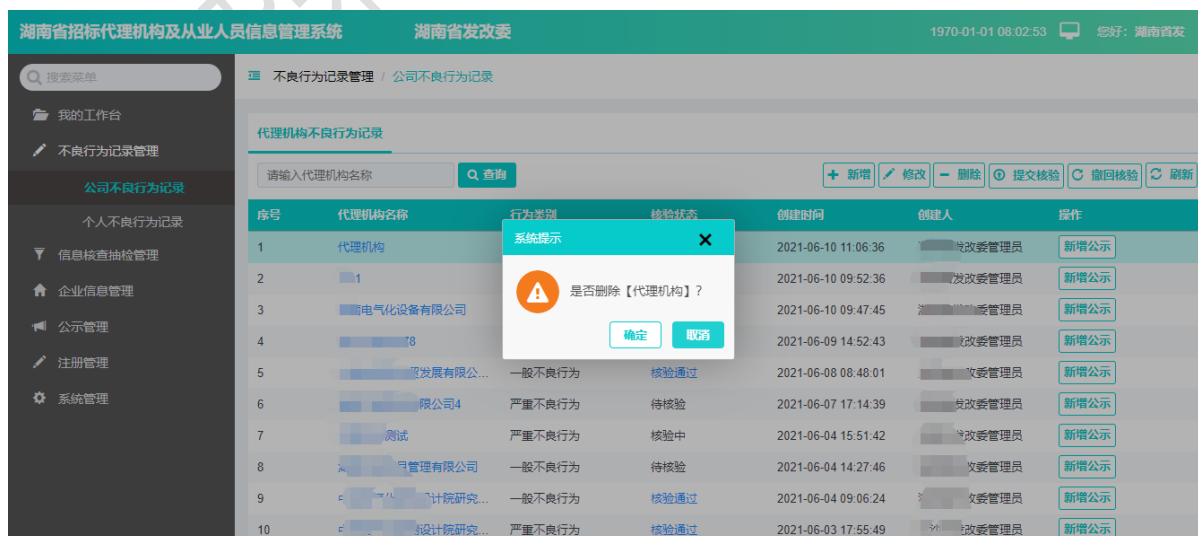 湖南省招标代理机构及从业人员信息管理系统 湖南省发改委 1970-01-01 08:02:53 您好：湖南省发
搜索菜单
不良行为记录管理 / 公司不良行为记录
我的工作台
代理机构不良行为记录
不良行为记录管理
请输入代理机构名称 查询 新增 修改 删除 提交核验 撤回核验 刷新
公司不良行为记录
个人不良行为记录
序号 代理机构名称 行为类别 核验状态 创建时间 创建人 操作
系统提示
1 代理机构 2021-06-10 11:06:36 发改委管理员 新增公示
信息核查抽检管理
2 1 2021-06-10 09:52:36 发改委管理员 新增公示
企业信息管理
是否删除【代理机构】?
3 电气化设备有限公司 2021-06-10 09:47:45 委管理员 新增公示
公示管理
确定 取消
4 2021-06-09 14:52:43 改委管理员 新增公示
注册管理
5 发展有限公... 一般不良行为 核验通过 2021-06-08 08:48:01 改委管理员 新增公示
系统管理
6 限公司4 严重不良行为 待核验 2021-06-07 17:14:39 发改委管理员 新增公示
7 测试 严重不良行为 核验中 2021-06-04 15:51:42 改委管理员 新增公示
8 管理有限公司 一般不良行为 待核验 2021-06-04 14:27:46 改委管理员 新增公示
9 计院研究... 一般不良行为 核验通过 2021-06-04 09:06:24 改委管理员 新增公示
10 设计院研究... 严重不良行为 核验通过 2021-06-03 17:55:49 改委管理员 新增公示